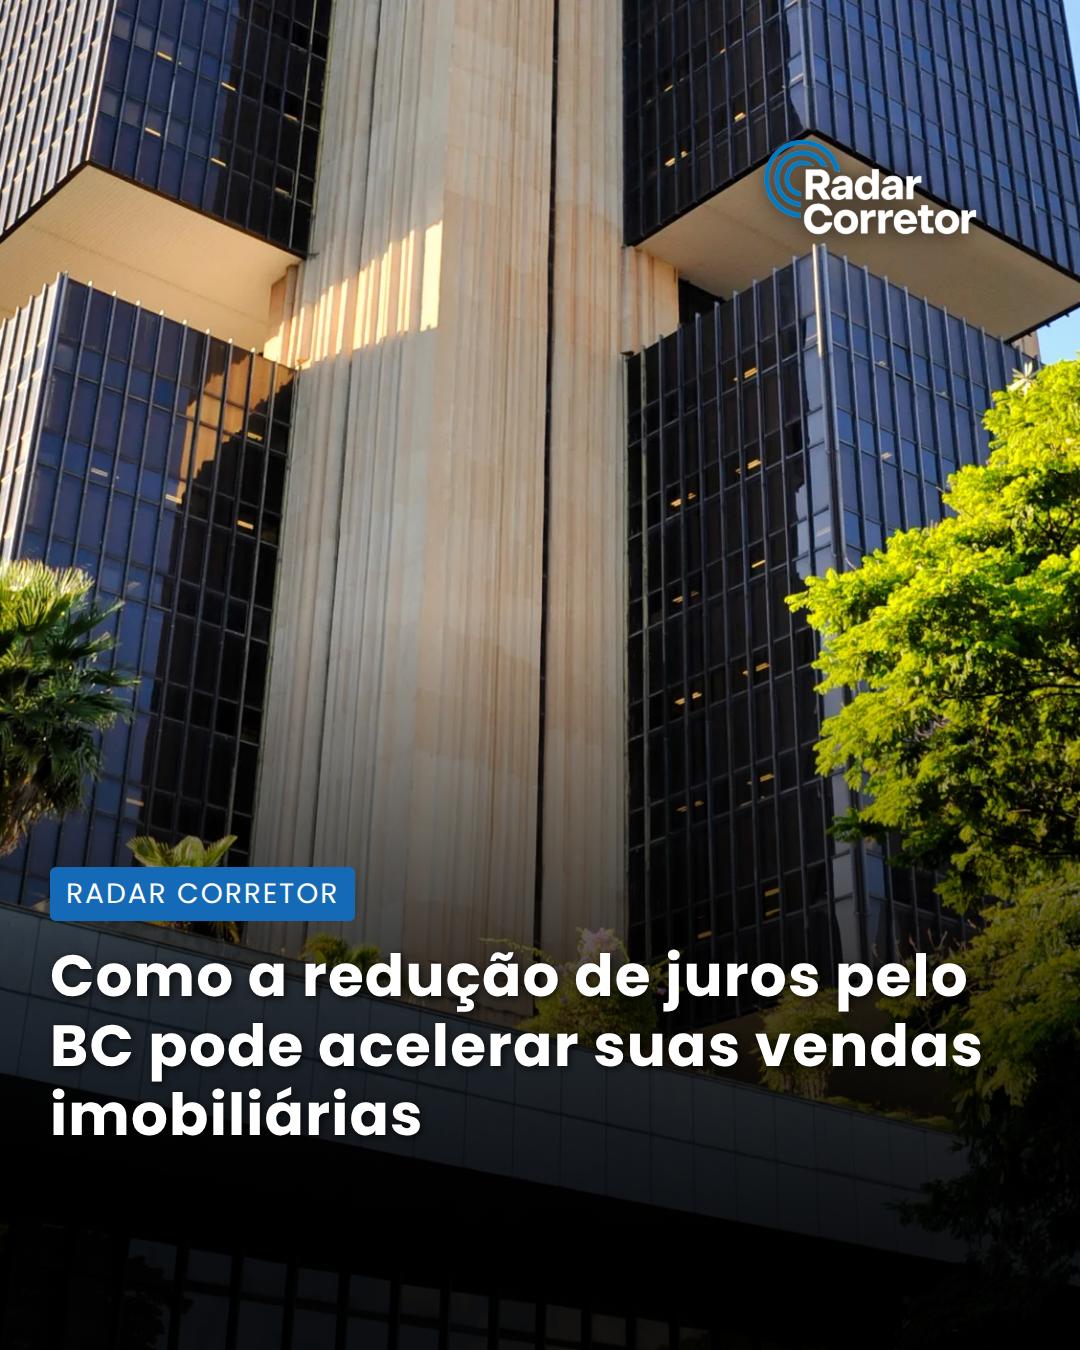 Radar
Corretor
RADAR CORRETOR
Como a redução de juros pelo
BC pode acelerar suas vendas
imobiliárias